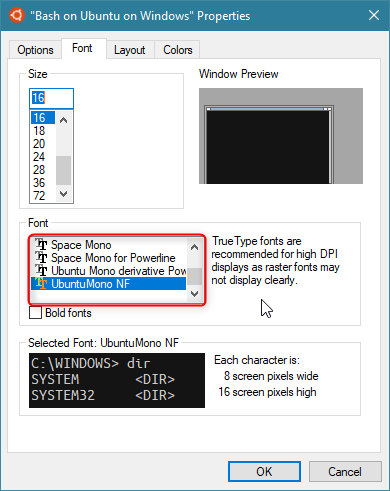 "Bash on Ubuntu on Windows" Properties
Options
Font
Layout
Colors
Size
Window Preview
16
16
18
20
24
28
36
72
Font
Space Mono
Space Mono for Powerline
Ubuntu Mono derivative Pow
UbuntuMono NF
TrueType fonts are
recommended for high DPI
displays as raster fonts may
not display clearly.
Bold fonts
Selected Font: UbuntuMono NF
C:\WINDOWS> dir
SYSTEM <DIR>
SYSTEM32 <DIR>
Each character is:
8 screen pixels wide
16 screen pixels high
OK
Cancel